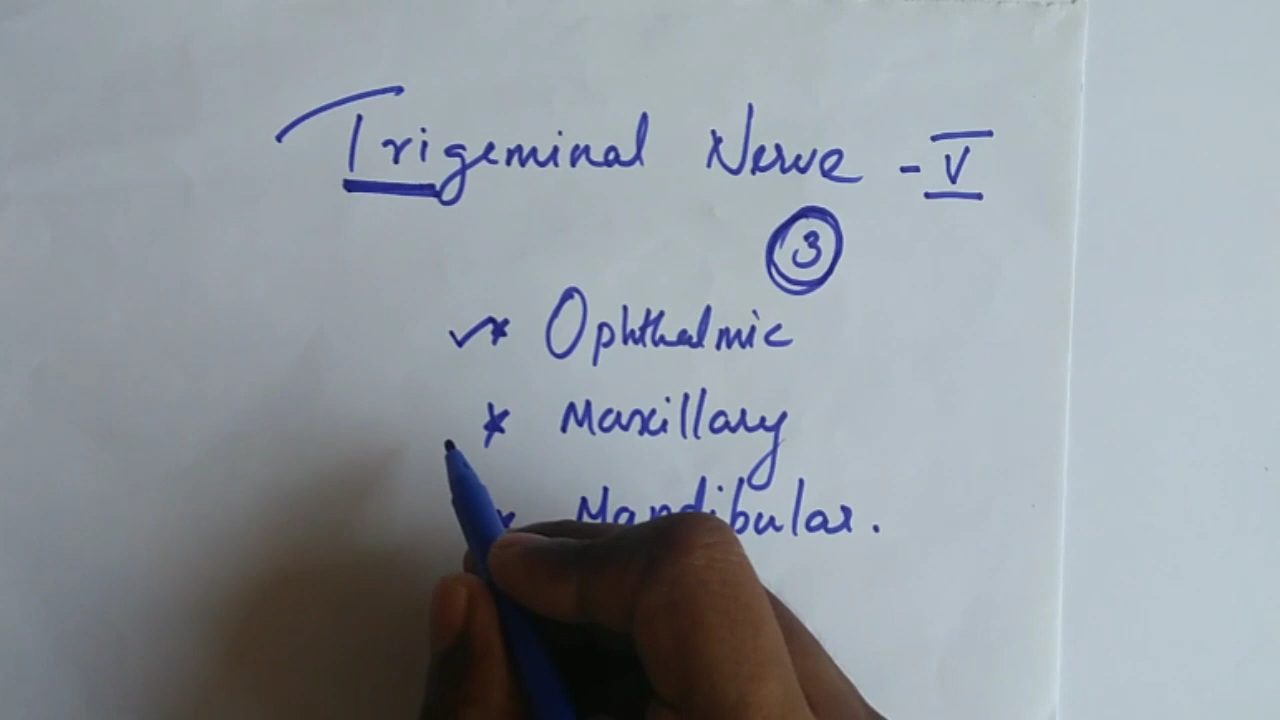 Trigeminal Nerve - V
3
* Ophthalmic
* Maxillary
* Mandibular.